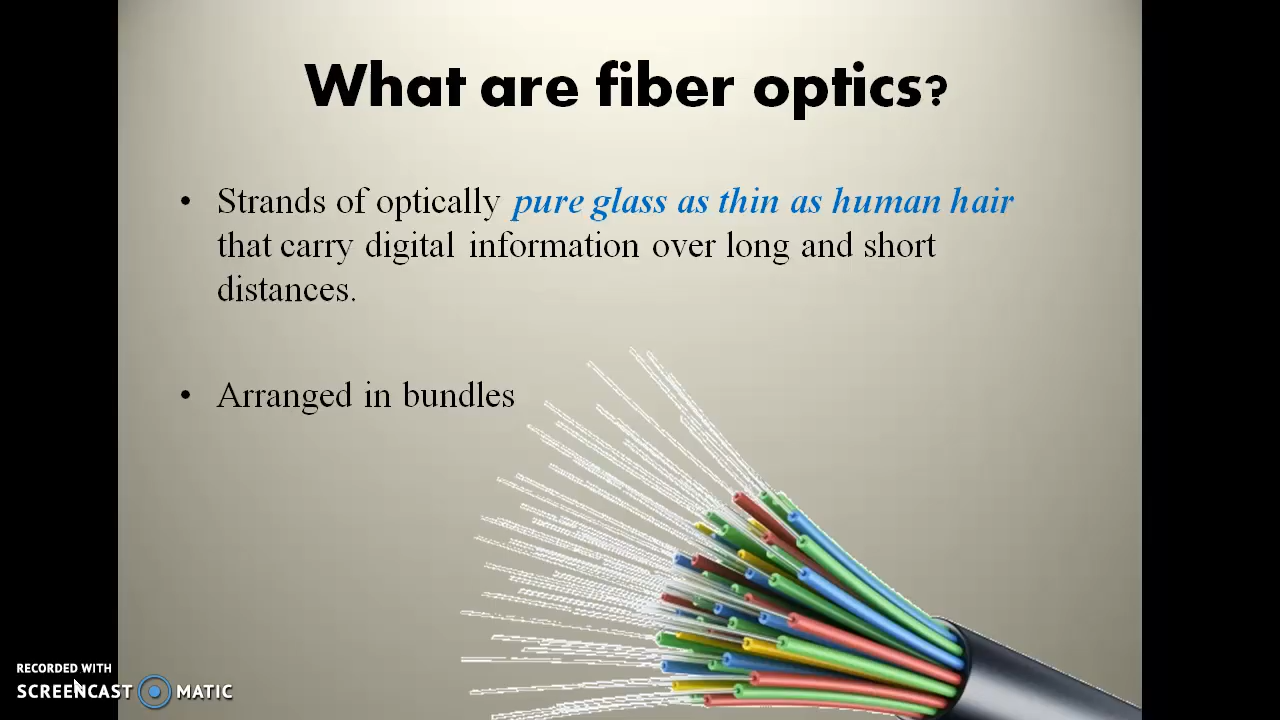 What are fiber optics?
• Strands of optically pure glass as thin as human hair
that carry digital information over long and short
distances.
• Arranged in bundles
RECORDED WITH
SCREENCAST MATIC